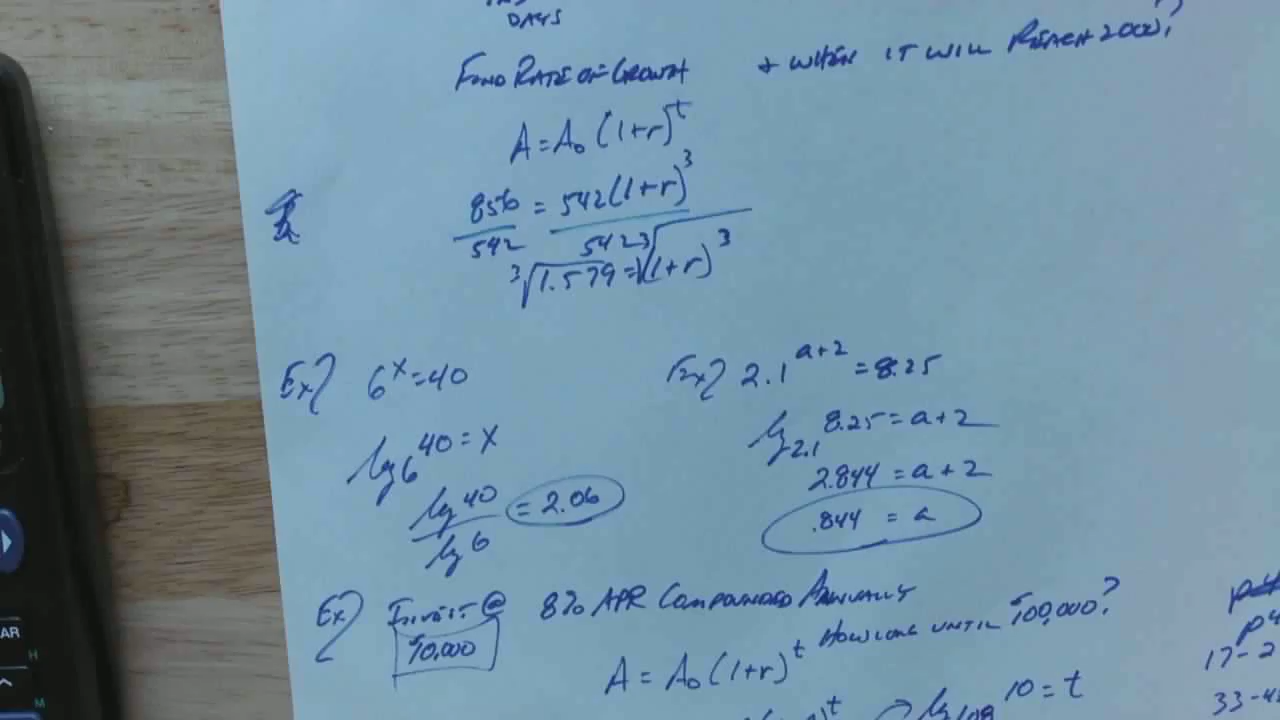 DAYS
FIND RATE OF GROWTH + WHEN IT WILL REACH 2000?
A = A₀ (1+r)^t
856 = 542(1+r)^3
542 542
³√1.579 = ³√(1+r)^3
Ex) 6^x = 40
log₆ 40 = x
log 40 = 2.06
log 6
Ex) 2.1^(a+2) = 8.25
log₂.₁ 8.25 = a+2
2.844 = a+2
.844 = a
Ex) INVEST @ 8% APR COMPOUNDED ANNUALLY
$10,000
HOW LONG UNTIL $100,000?
A = A₀ (1+r)^t
)^t
log₁.₀₈ 10 = t
P4
17-2